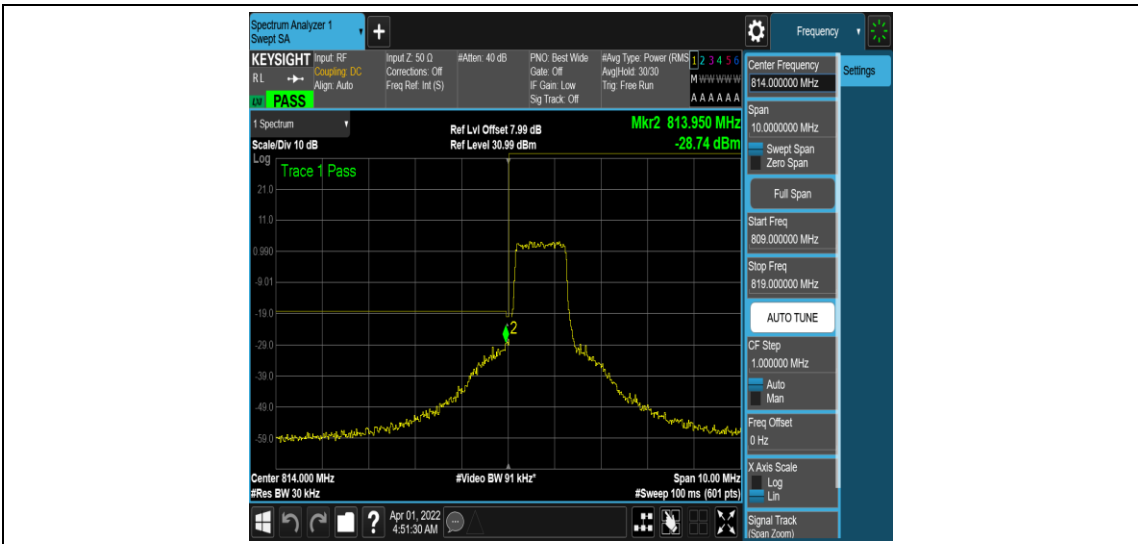 Spectrum Analyzer 1
Swept SA
+
Frequency
KEYSIGHT
RL
LXI PASS
Input: RF
Coupling: DC
Align: Auto
Input Z: 50 Ω
Corrections: Off
Freq Ref: Int (S)
#Atten: 40 dB
PNO: Best Wide
Gate: Off
IF Gain: Low
Sig Track: Off
#Avg Type: Power (RMS
Avg|Hold: 30/30
Trig: Free Run
1 2 3 4 5 6
M W W W W W
A A A A A A
Center Frequency
814.000000 MHz
Settings
Span
10.0000000 MHz
Swept Span
Zero Span
Full Span
Start Freq
809.000000 MHz
Stop Freq
819.000000 MHz
AUTO TUNE
CF Step
1.000000 MHz
Auto
Man
Freq Offset
0 Hz
X Axis Scale
Log
Lin
Signal Track
(Span Zoom)
1 Spectrum
Scale/Div 10 dB
Ref Lvl Offset 7.99 dB
Ref Level 30.99 dBm
Mkr2 813.950 MHz
-28.74 dBm
Log
Trace 1 Pass
21.0
11.0
0.990
-9.01
-19.0
2
-29.0
-39.0
-49.0
-59.0
Center 814.000 MHz
#Video BW 91 kHz*
Span 10.00 MHz
#Res BW 30 kHz
#Sweep 100 ms (601 pts)
?
Apr 01, 2022
4:51:30 AM